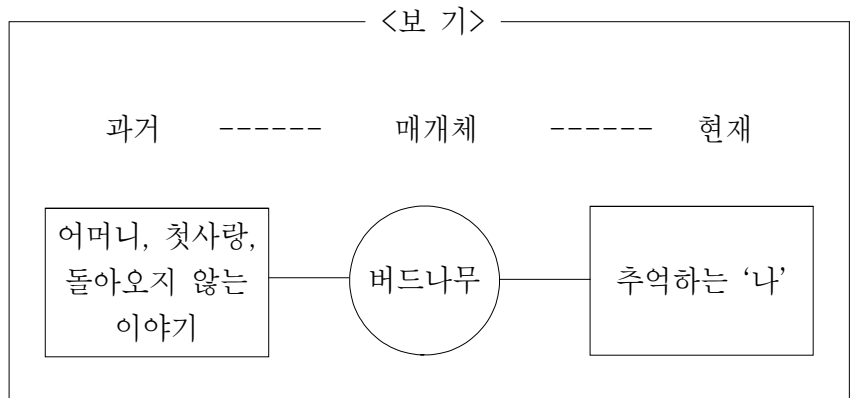 <보 기>
과거 ------ 매개체 ------ 현재
어머니, 첫사랑,
돌아오지 않는
이야기
버드나무
추억하는 ‘나’